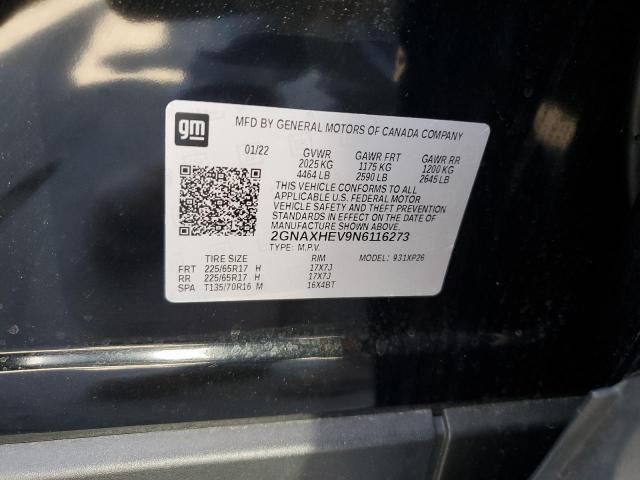 gm
MFD BY GENERAL MOTORS OF CANADA COMPANY
01/22 GVWR GAWR FRT GAWR RR
2025 KG 1175 KG 1200 KG
4464 LB 2590 LB 2645 LB
THIS VEHICLE CONFORMS TO ALL
APPLICABLE U.S. FEDERAL MOTOR
VEHICLE SAFETY AND THEFT PREVENTION
STANDARDS IN EFFECT ON THE DATE OF
MANUFACTURE SHOWN ABOVE.
2GNAXHEV9N6116273
TYPE: M.P.V. MODEL: 931XP26
TIRE SIZE RIM
FRT 225/65R17 H 17X7J
RR 225/65R17 H 17X7J
SPA T135/70R16 M 16X4BT